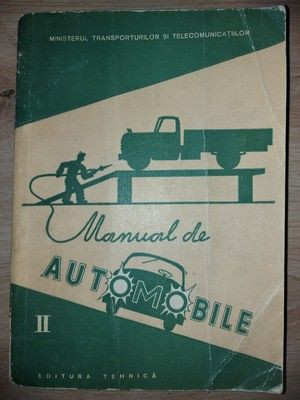 MINISTERUL TRANSPORTURILOR ȘI TELECOMUNICAȚIILOR
Manual de
AUTOMOBILE
II
EDITURA TEHNICĂ